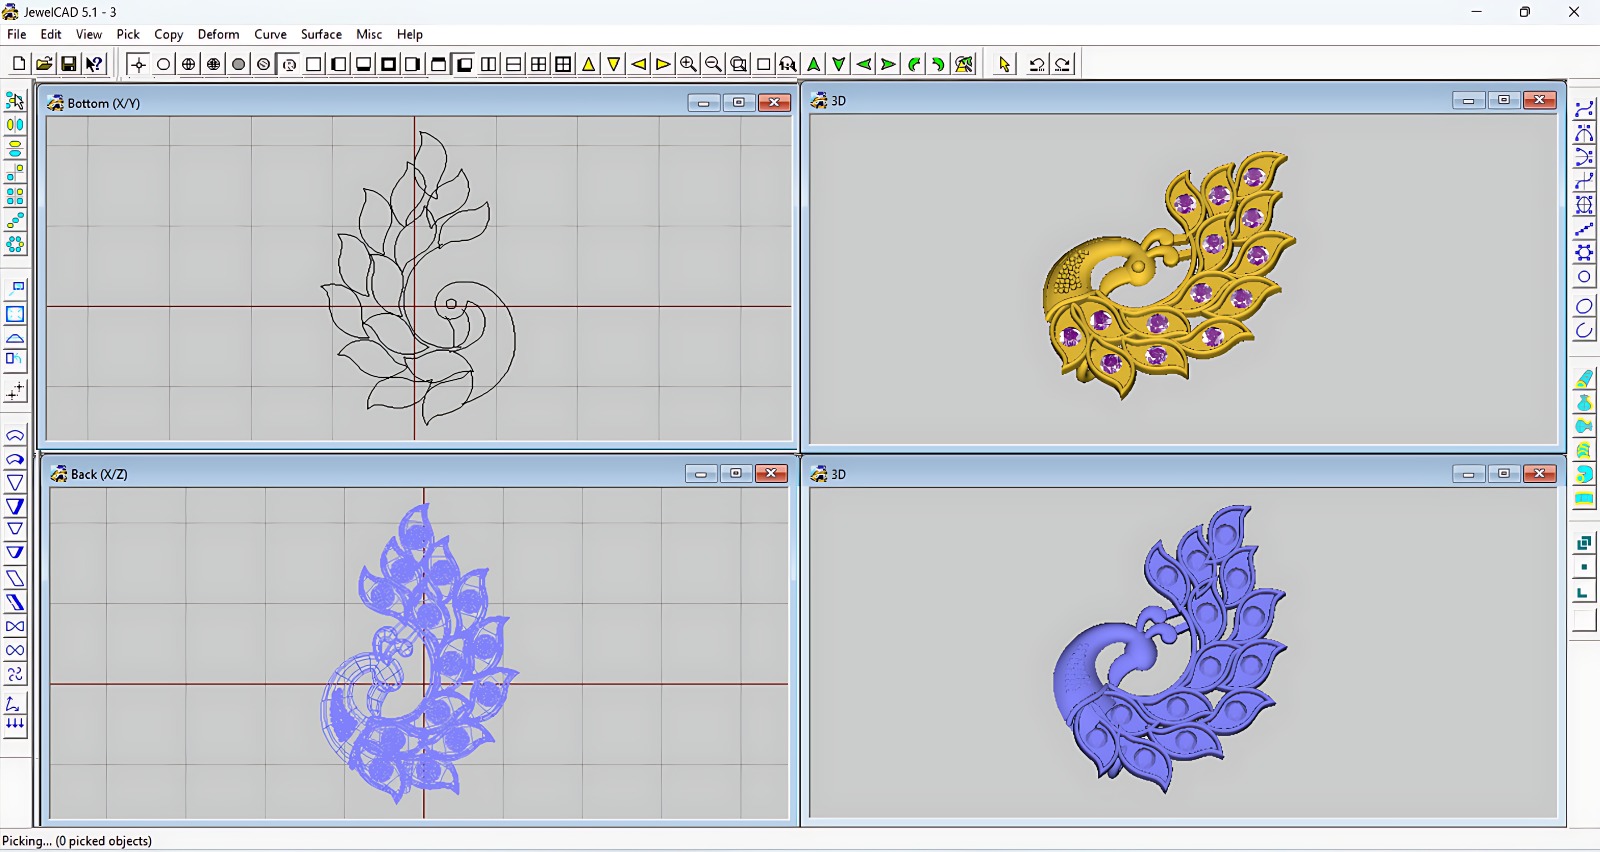 JewelCAD 5.1 - 3
File Edit View Pick Copy Deform Curve Surface Misc Help
Bottom (X/Y)
3D
Back (X/Z)
3D
Picking... (0 picked objects)